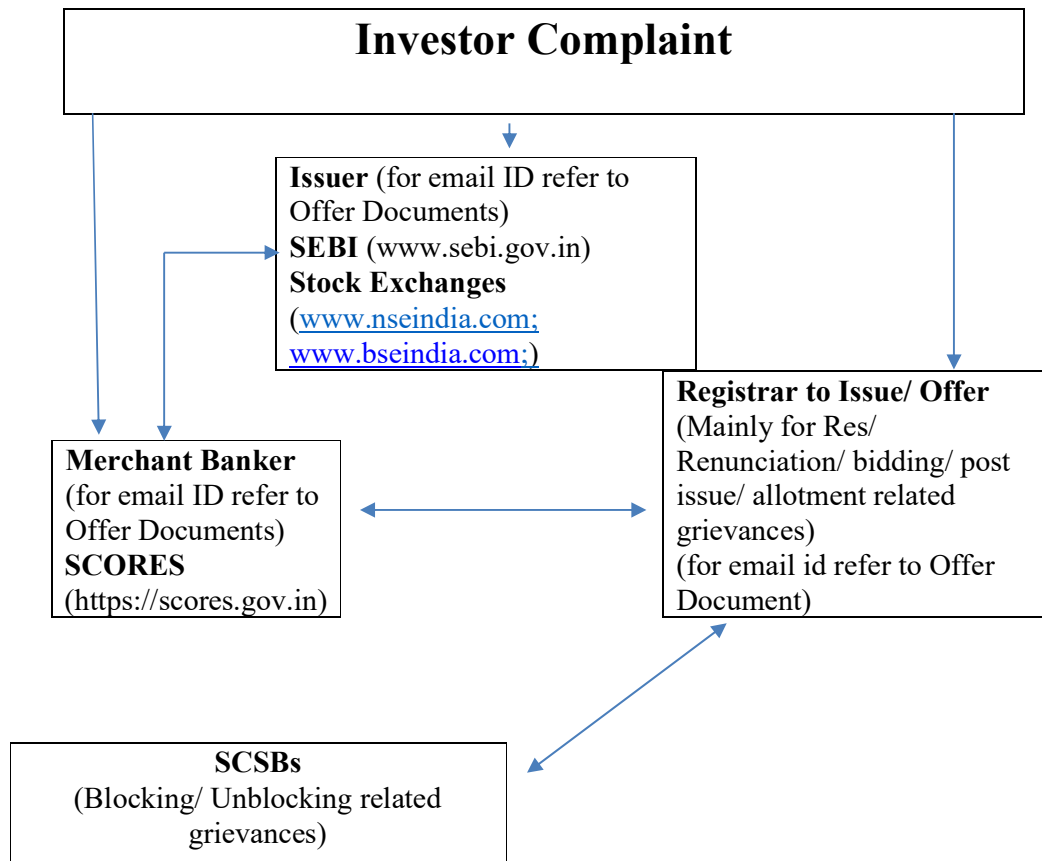 Investor Complaint
Issuer (for email ID refer to
Offer Documents)
SEBI (www.sebi.gov.in)
Stock Exchanges
(www.nseindia.com;
www.bseindia.com;)
Registrar to Issue/ Offer
(Mainly for Res/
Renunciation/ bidding/ post
issue/ allotment related
grievances)
(for email id refer to Offer
Document)
Merchant Banker
(for email ID refer to
Offer Documents)
SCORES
(https://scores.gov.in)
SCSBs
(Blocking/ Unblocking related
grievances)